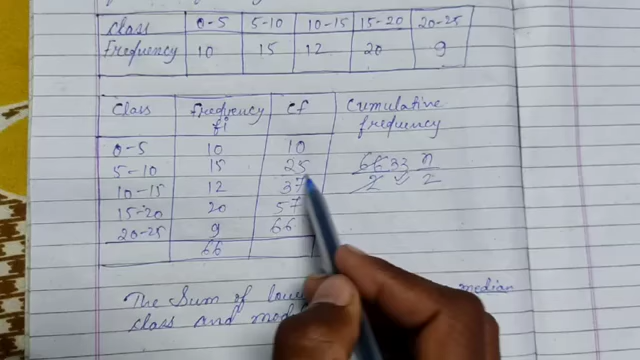 Class 0-5 5-10 10-15 15-20 20-25
Frequency 10 15 12 20 9
Class Frequency fi Cf Cumulative frequency
0-5 10 10
5-10 15 25 66 33 n
10-15 12 37 2 2
15-20 20 57
20-25 9 66
66
The Sum of median
class and